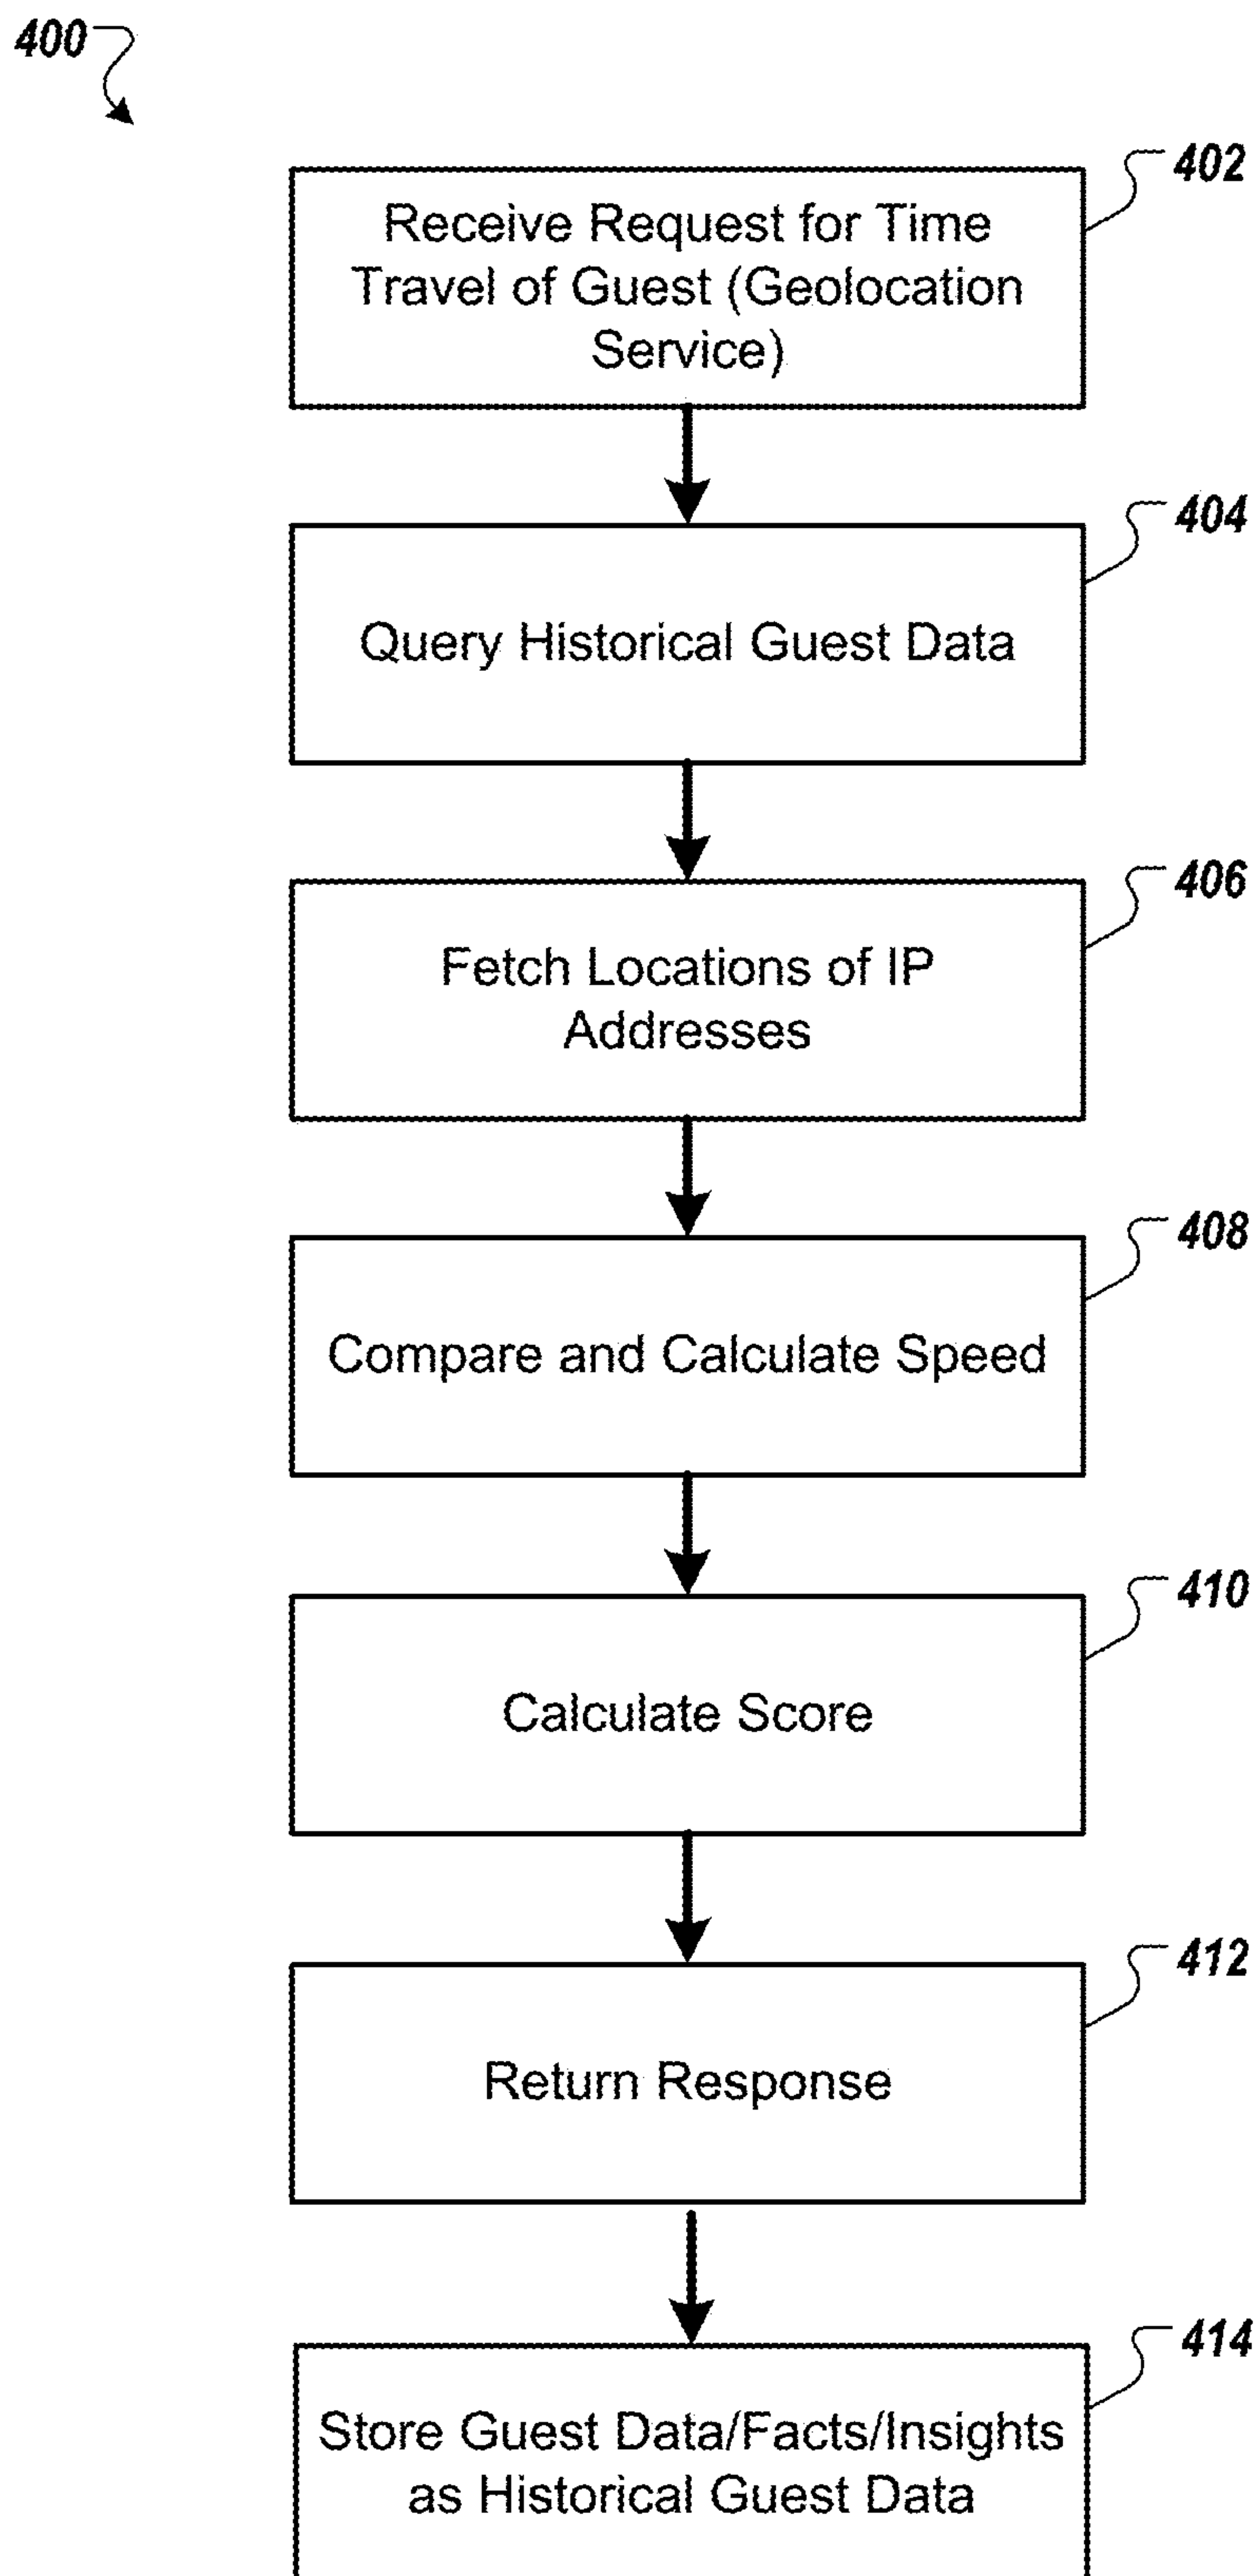 400
402
Receive Request for Time
Travel of Guest (Geolocation
Service)
404
Query Historical Guest Data
406
Fetch Locations of IP
Addresses
408
Compare and Calculate Speed
410
Calculate Score
412
Return Response
414
Store Guest Data/Facts/Insights
as Historical Guest Data